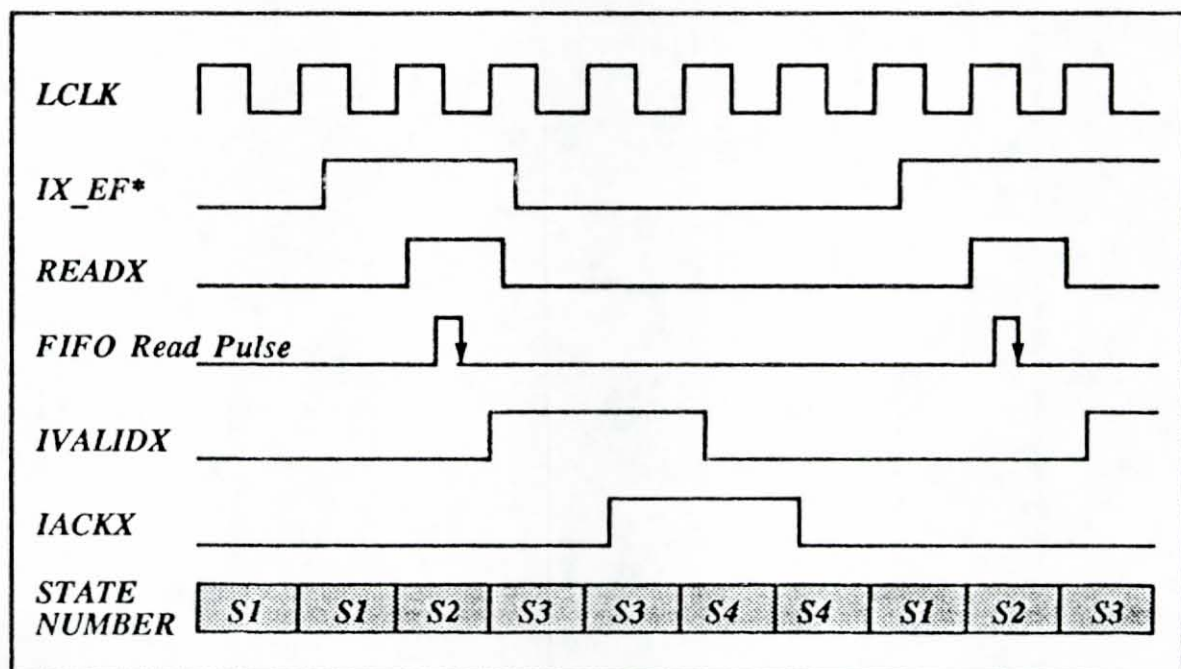 LCLK
IX_EF*
READX
FIFO Read Pulse
IVALIDX
IACKX
STATE
NUMBER
S1 S1 S2 S3 S3 S4 S4 S1 S2 S3